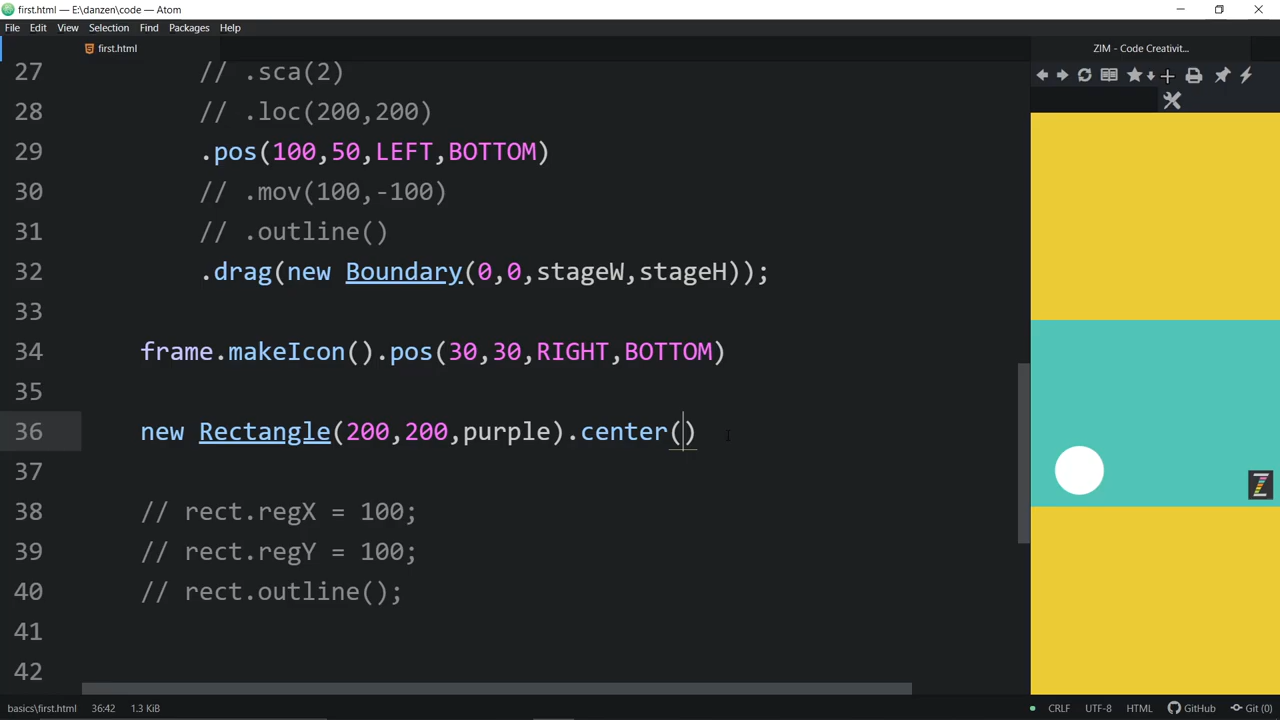 first.html — E:\danzen\code — Atom
File Edit View Selection Find Packages Help
first.html
ZIM - Code Creativit...
27 // .sca(2)
28 // .loc(200,200)
29 .pos(100,50,LEFT,BOTTOM)
30 // .mov(100,-100)
31 // .outline()
32 .drag(new Boundary(0,0,stageW,stageH));
33
34 frame.makeIcon().pos(30,30,RIGHT,BOTTOM)
35
36 new Rectangle(200,200,purple).center()
37
38 // rect.regX = 100;
39 // rect.regY = 100;
40 // rect.outline();
41
42
Z
basics\first.html 36:42 1.3 KiB CRLF UTF-8 HTML GitHub Git (0)